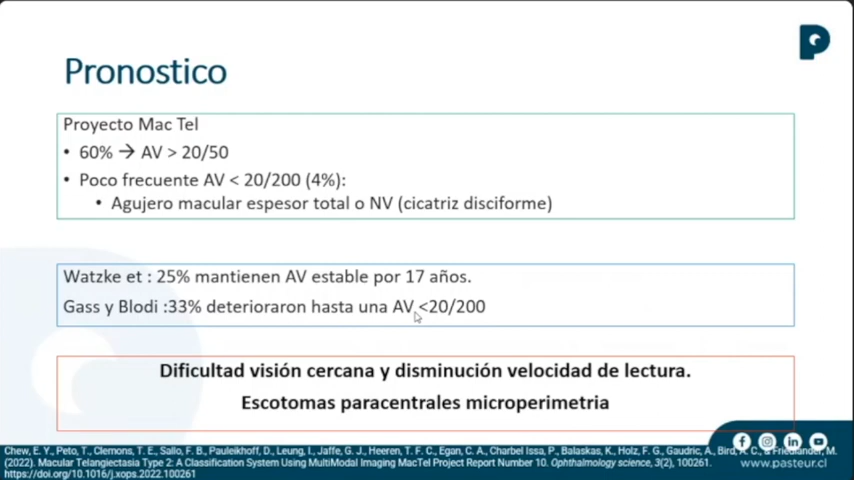 Pronostico
Proyecto Mac Tel
• 60% → AV > 20/50
• Poco frecuente AV < 20/200 (4%):
• Agujero macular espesor total o NV (cicatriz disciforme)
Watzke et : 25% mantienen AV estable por 17 años.
Gass y Blodi :33% deterioraron hasta una AV <20/200
Dificultad visión cercana y disminución velocidad de lectura.
Escotomas paracentrales microperimetria
Chew, E. Y., Peto, T., Clemons, T. E., Sallo, F. B., Pauleikhoff, D., Leung, I., Jaffe, G. J., Heeren, T. F. C., Egan, C. A., Charbel Issa, P., Balaskas, K., Holz, F. G., Gaudric, A., Bird, A. C., & Friedlander, M.
(2022). Macular Telangiectasia Type 2: A Classification System Using MultiModal Imaging MacTel Project Report Number 10. Ophthalmology science, 3(2), 100261.
https://doi.org/10.1016/j.xops.2022.100261
www.pasteur.cl